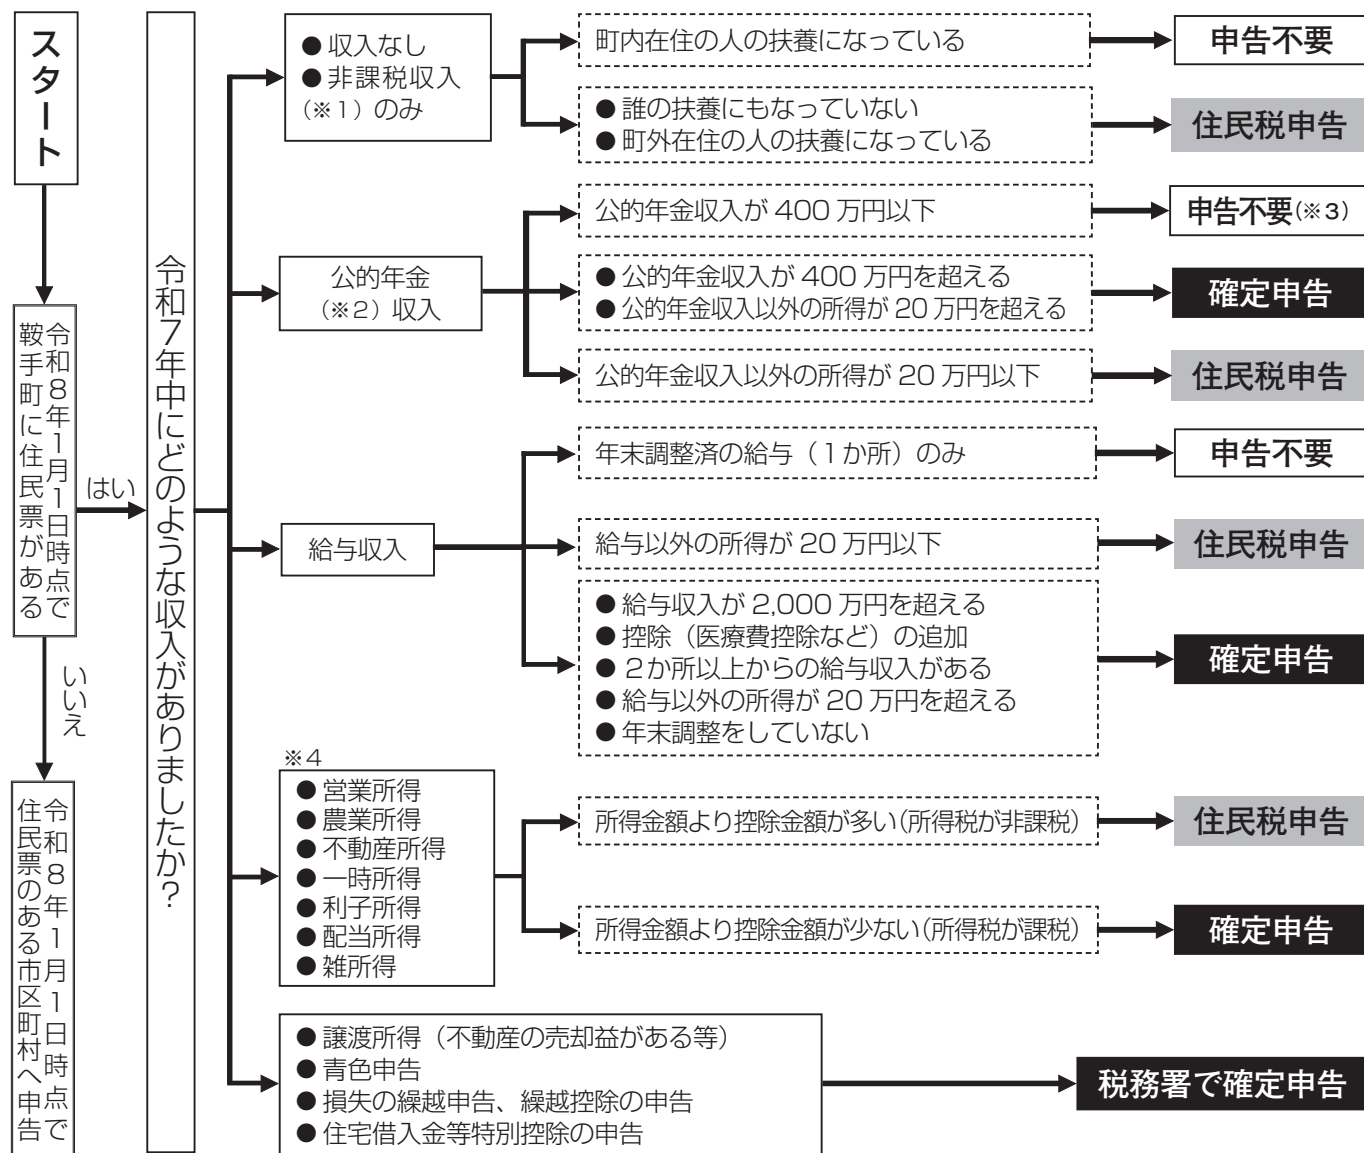 スタート
令和8年1月1日時点で
鞍手町に住民票がある
はい
いいえ
令和8年1月1日時点で
住民票のある市区町村へ申告
令和7年中にどのような収入がありましたか？
● 収入なし
● 非課税収入
（※1）のみ
町内在住の人の扶養になっている
申告不要
● 誰の扶養にもなっていない
● 町外在住の人の扶養になっている
住民税申告
公的年金
（※2）収入
公的年金収入が 400 万円以下
申告不要（※3）
● 公的年金収入が 400 万円を超える
● 公的年金収入以外の所得が 20 万円を超える
確定申告
公的年金収入以外の所得が 20 万円以下
住民税申告
給与収入
年末調整済の給与（1か所）のみ
申告不要
給与以外の所得が 20 万円以下
住民税申告
● 給与収入が 2,000 万円を超える
● 控除（医療費控除など）の追加
● 2か所以上からの給与収入がある
● 給与以外の所得が 20 万円を超える
● 年末調整をしていない
確定申告
※4
● 営業所得
● 農業所得
● 不動産所得
● 一時所得
● 利子所得
● 配当所得
● 雑所得
所得金額より控除金額が多い（所得税が非課税）
住民税申告
所得金額より控除金額が少ない（所得税が課税）
確定申告
● 譲渡所得（不動産の売却益がある等）
● 青色申告
● 損失の繰越申告、繰越控除の申告
● 住宅借入金等特別控除の申告
税務署で確定申告